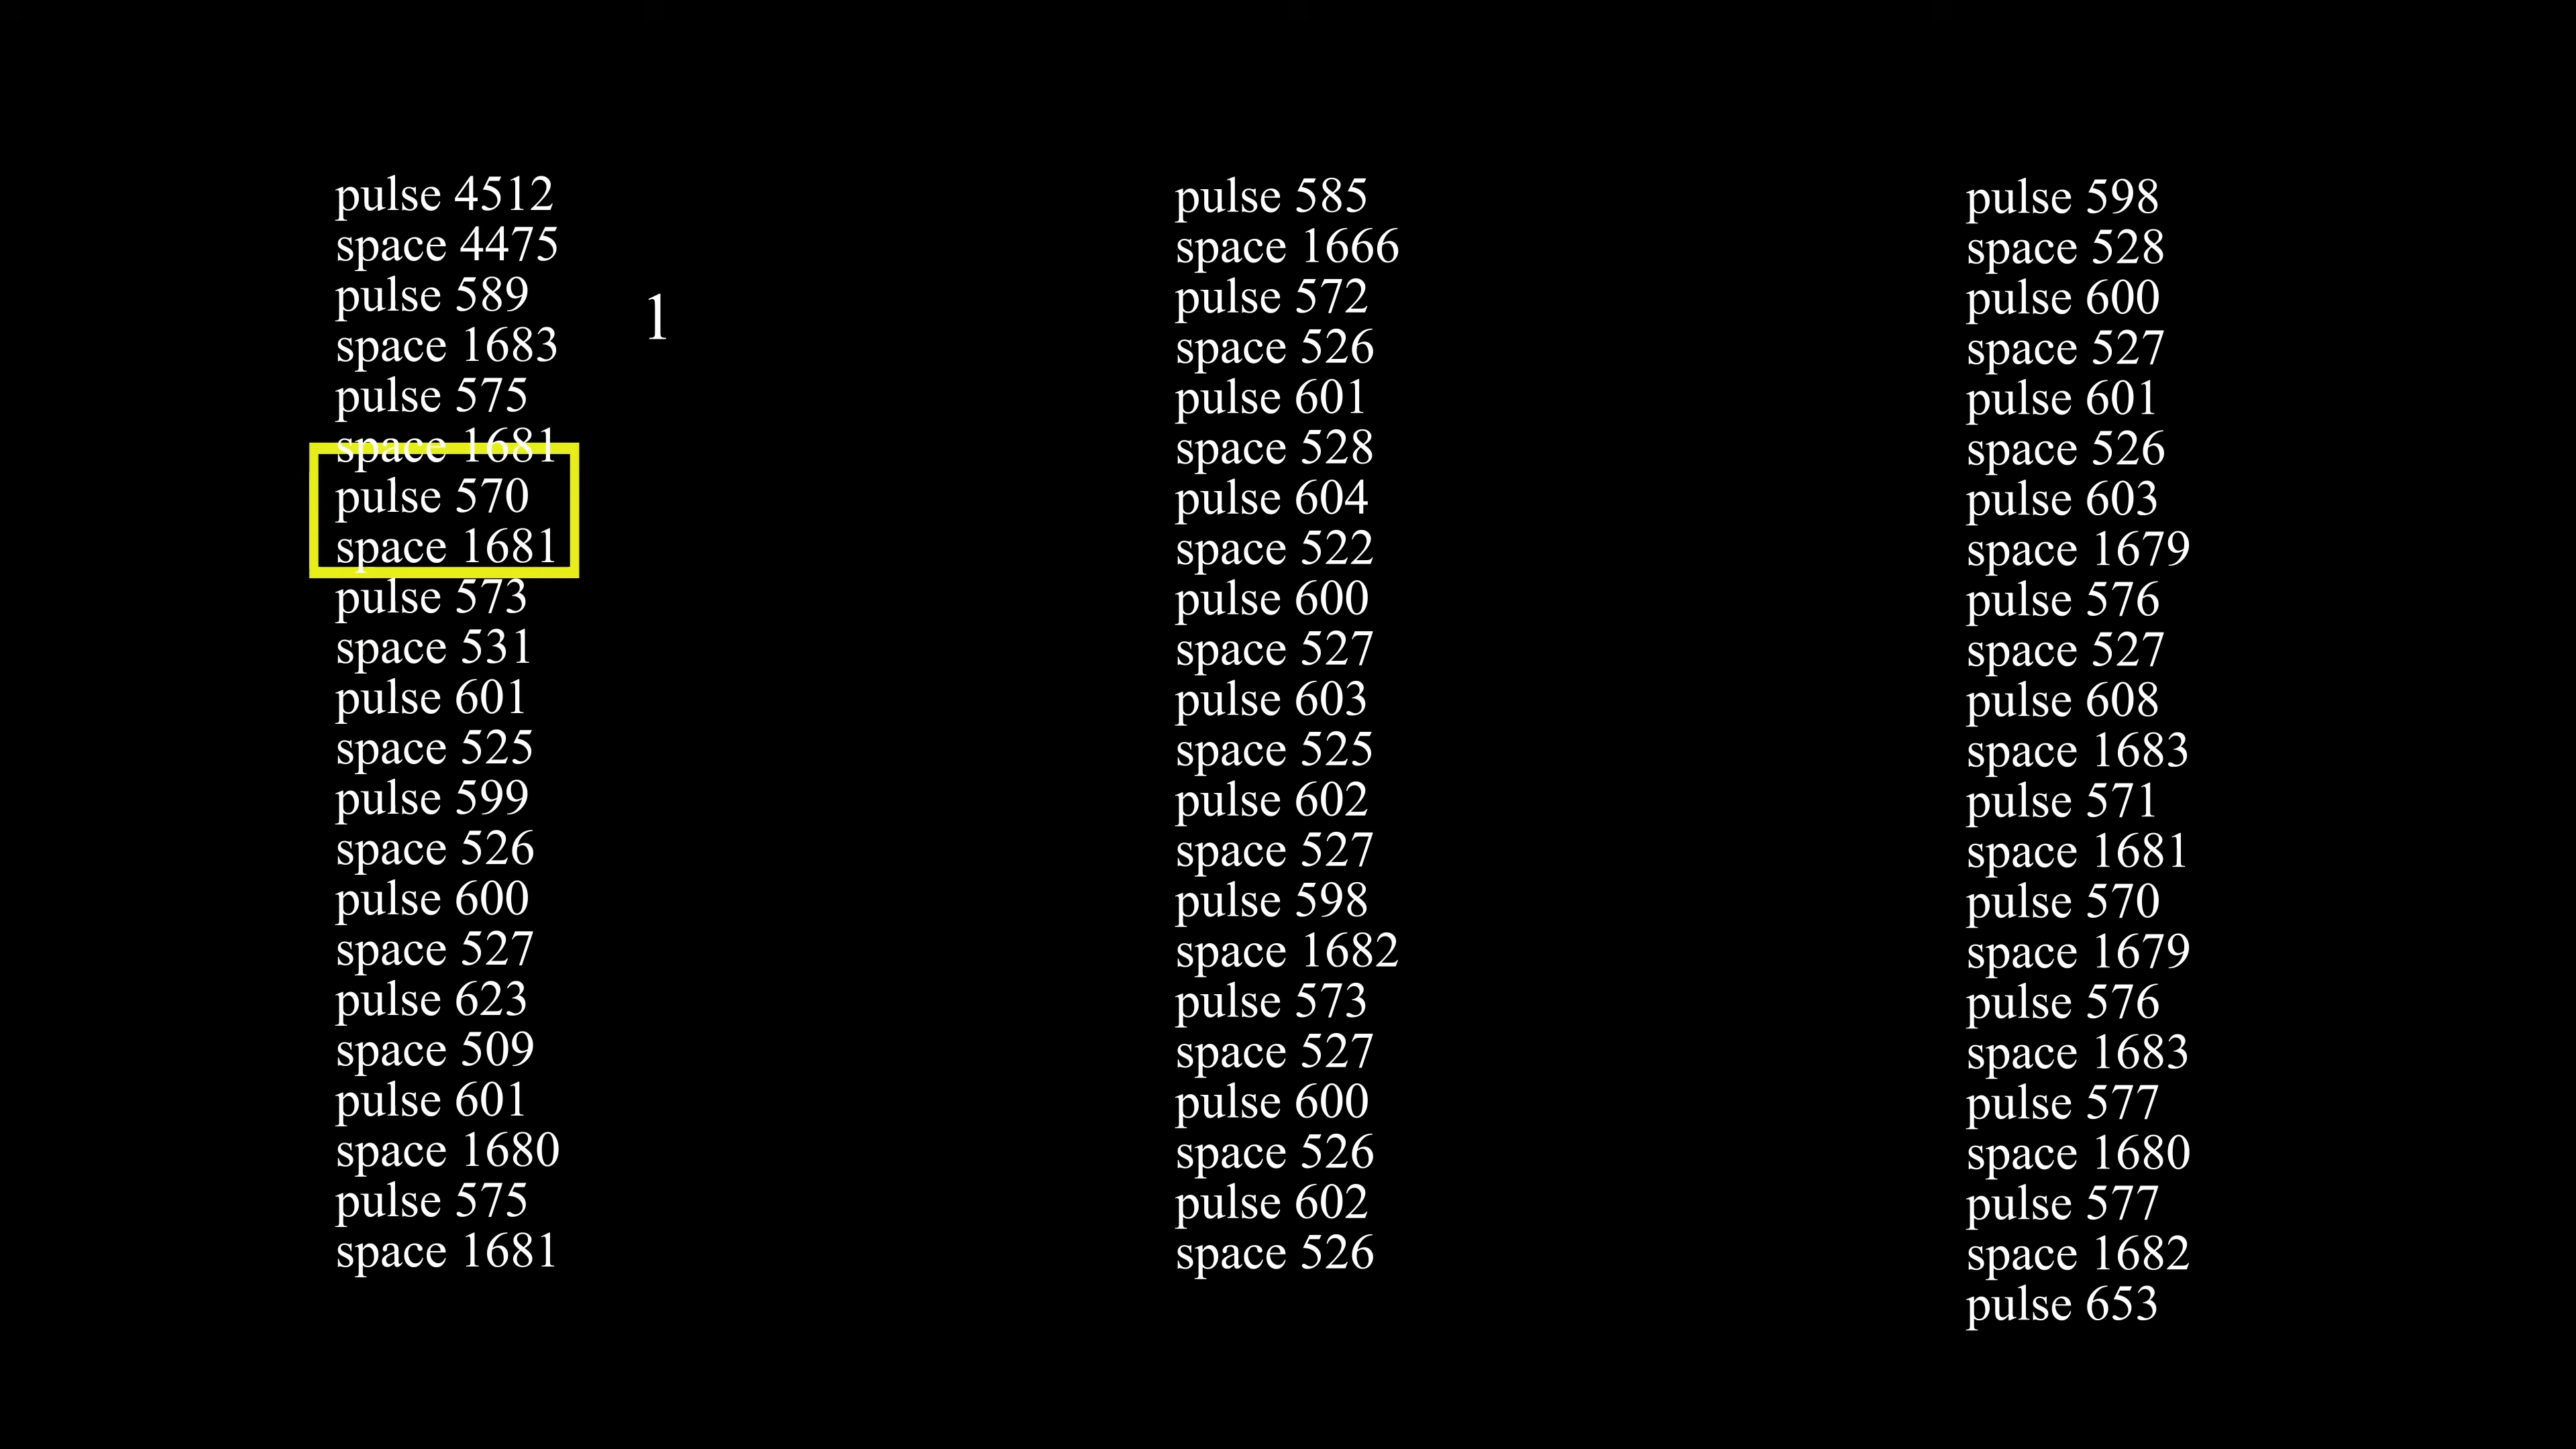 pulse 4512
space 4475
pulse 589
space 1683
1
pulse 575
space 1681
pulse 570
space 1681
pulse 573
space 531
pulse 601
space 525
pulse 599
space 526
pulse 600
space 527
pulse 623
space 509
pulse 601
space 1680
pulse 575
space 1681
pulse 585
space 1666
pulse 572
space 526
pulse 601
space 528
pulse 604
space 522
pulse 600
space 527
pulse 603
space 525
pulse 602
space 527
pulse 598
space 1682
pulse 573
space 527
pulse 600
space 526
pulse 602
space 526
pulse 598
space 528
pulse 600
space 527
pulse 601
space 526
pulse 603
space 1679
pulse 576
space 527
pulse 608
space 1683
pulse 571
space 1681
pulse 570
space 1679
pulse 576
space 1683
pulse 577
space 1680
pulse 577
space 1682
pulse 653